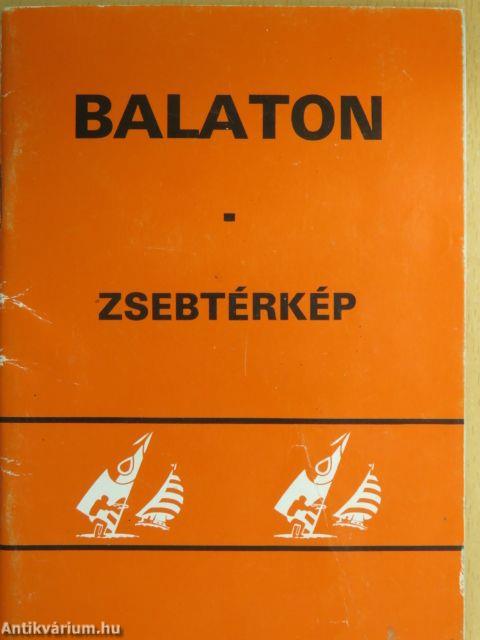 BALATON
-
ZSEBTÉRKÉP
Antikvárium.hu